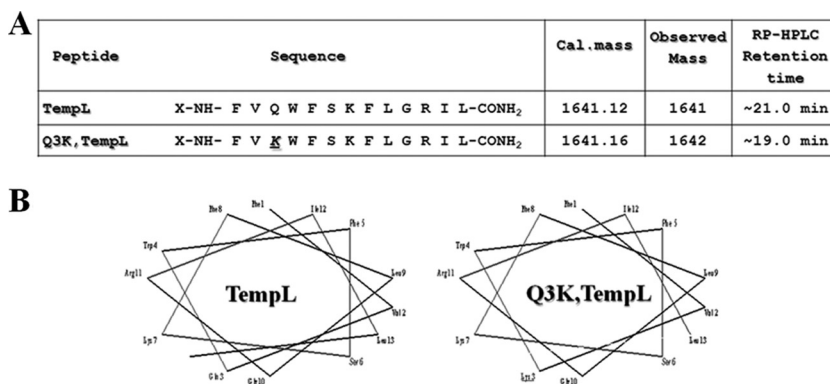 A
Peptide Sequence Cal.mass Observed Mass RP-HPLC Retention time
TempL X-NH- F V Q W F S K F L G R I L-CONH₂ 1641.12 1641 ~21.0 min
Q3K,TempL X-NH- F V K W F S K F L G R I L-CONH₂ 1641.16 1642 ~19.0 min
B
Phe8 Phe1 Ile12
Phe5
Trp4
Arg11 Leu9
TempL
Val2
Lys7 Leu13
Ser6
Gln3 Gly10
Phe8 Phe1 Ile12
Phe5
Trp4
Arg11 Leu9
Q3K,TempL
Val2
Lys7 Leu13
Ser6
Lys3 Gly10